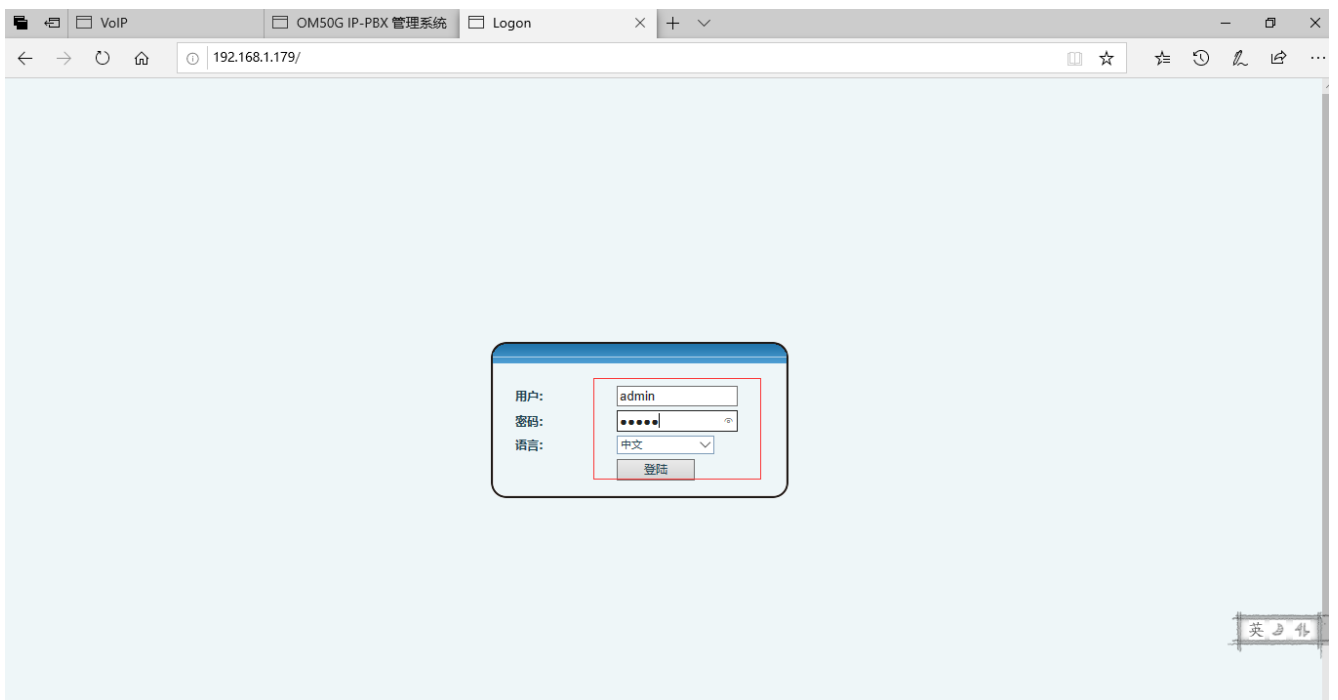 VoIP
OM50G IP-PBX 管理系统
Logon
192.168.1.179/
用户:
admin
密码:
•••••
语言:
中文
登陆
英